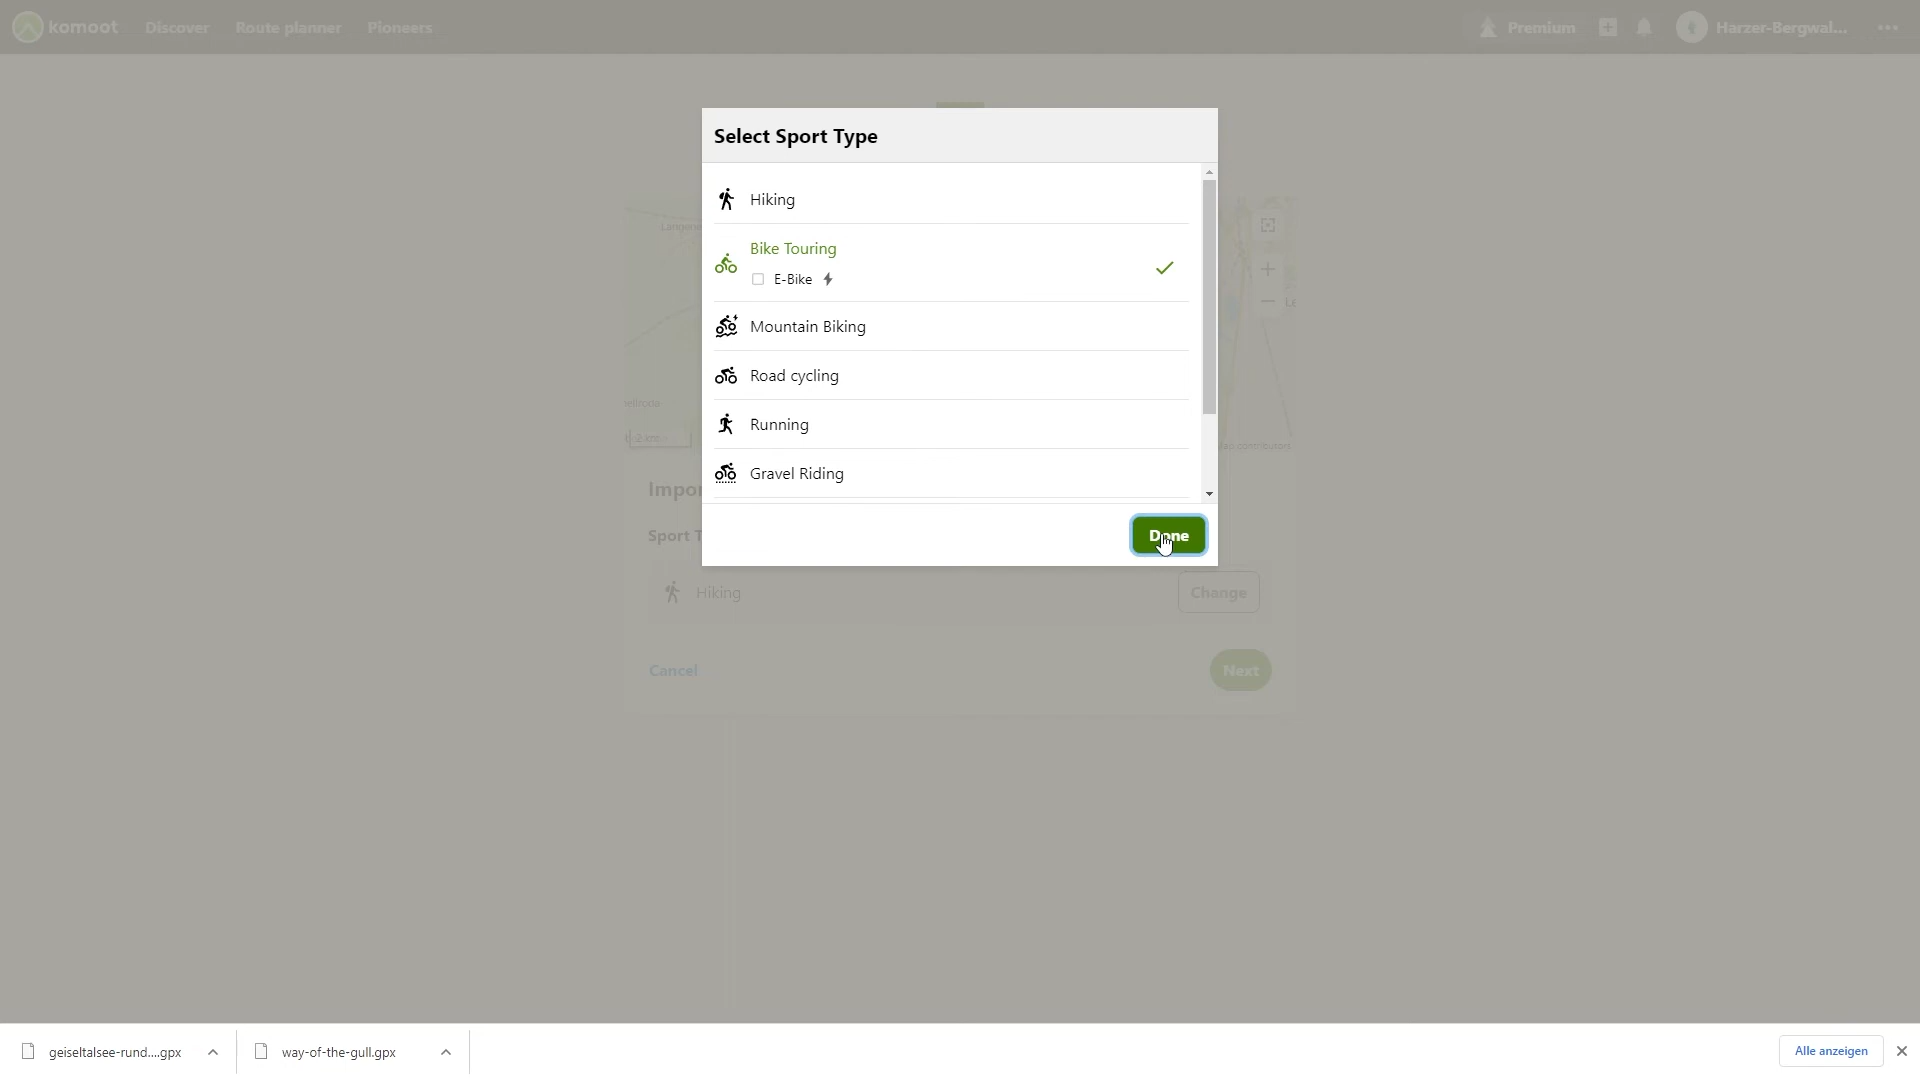 komoot Discover Route planner Pioneers Premium Harzer-Bergwal...
Select Sport Type
Hiking
Bike Touring
E-Bike
Mountain Biking
Road cycling
Running
Gravel Riding
Done
Sport T
Hiking Change
Cancel Next
geiseltalsee-rund....gpx way-of-the-gull.gpx Alle anzeigen